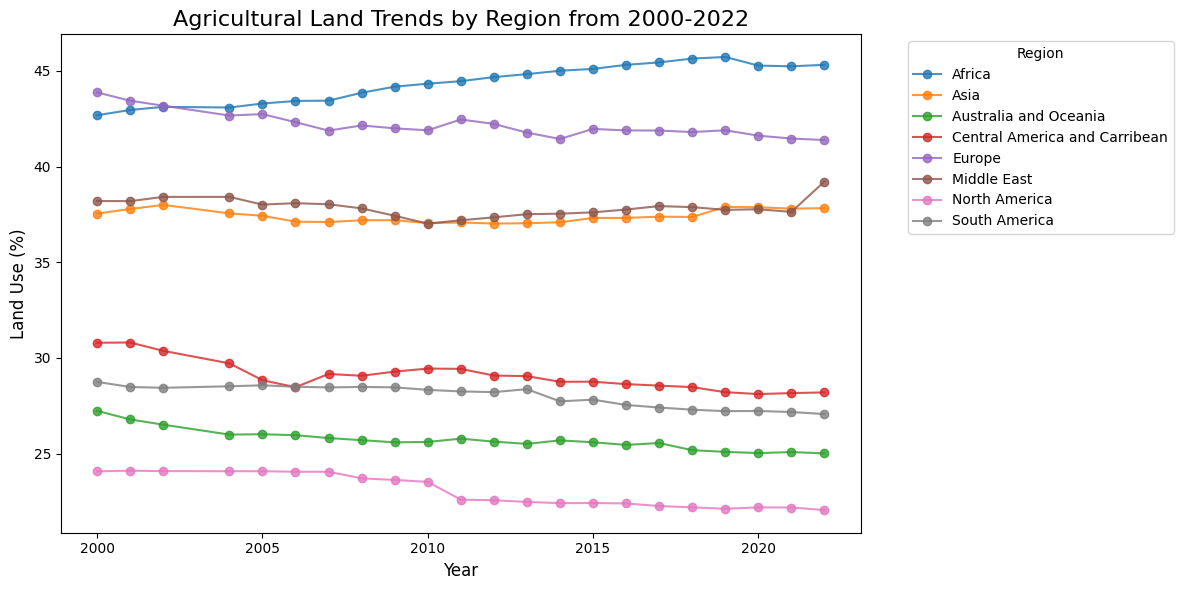 Agricultural Land Trends by Region from 2000-2022
Land Use (%)
45
40
35
30
25
2000
2005
2010
2015
2020
Year
Region
Africa
Asia
Australia and Oceania
Central America and Carribean
Europe
Middle East
North America
South America